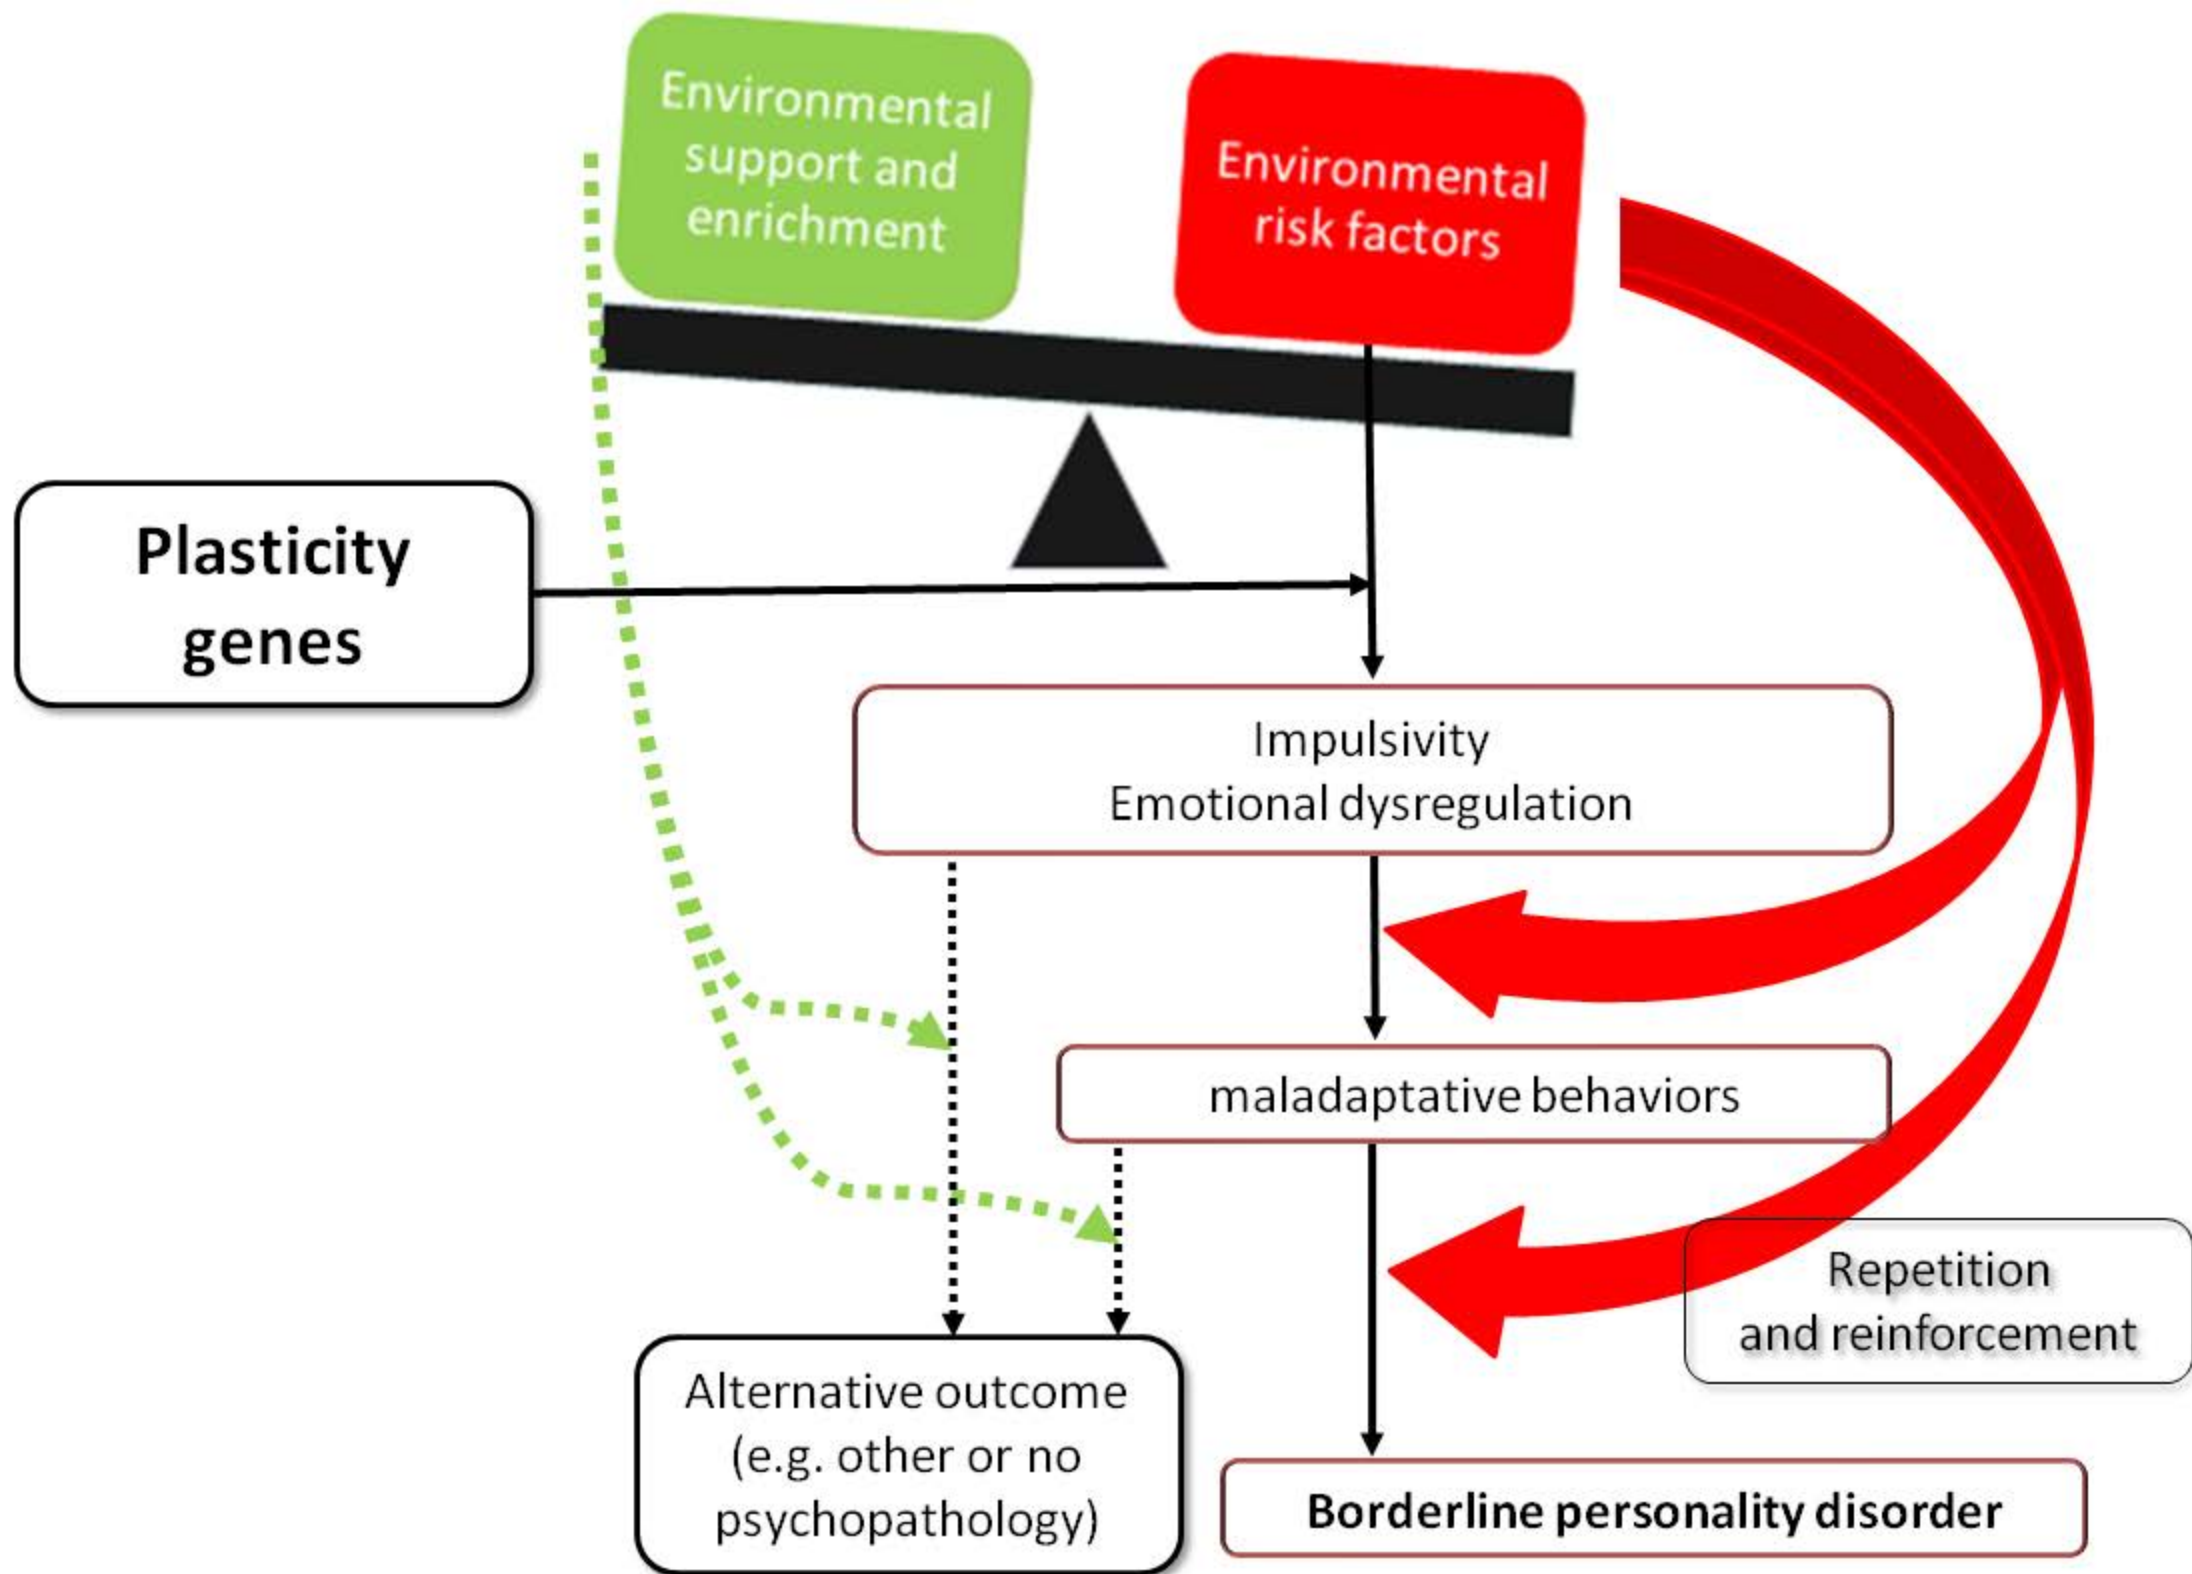 Environmental
support and
enrichment
Environmental
risk factors
Plasticity
genes
Impulsivity
Emotional dysregulation
maladaptative behaviors
Repetition
and reinforcement
Alternative outcome
(e.g. other or no
psychopathology)
Borderline personality disorder